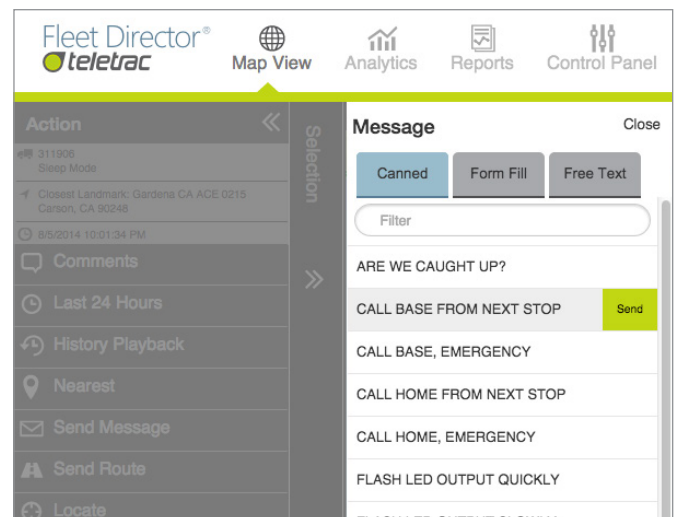 Fleet Director®
teletrac
Map View
Analytics
Reports
Control Panel
Action
311906
Sleep Mode
Closest Landmark: Gardena CA ACE 0215
Carson, CA 90248
8/5/2014 10:01:34 PM
Comments
Last 24 Hours
History Playback
Nearest
Send Message
Send Route
Locate
Selection
Message
Close
Canned
Form Fill
Free Text
Filter
ARE WE CAUGHT UP?
CALL BASE FROM NEXT STOP
Send
CALL BASE, EMERGENCY
CALL HOME FROM NEXT STOP
CALL HOME, EMERGENCY
FLASH LED OUTPUT QUICKLY